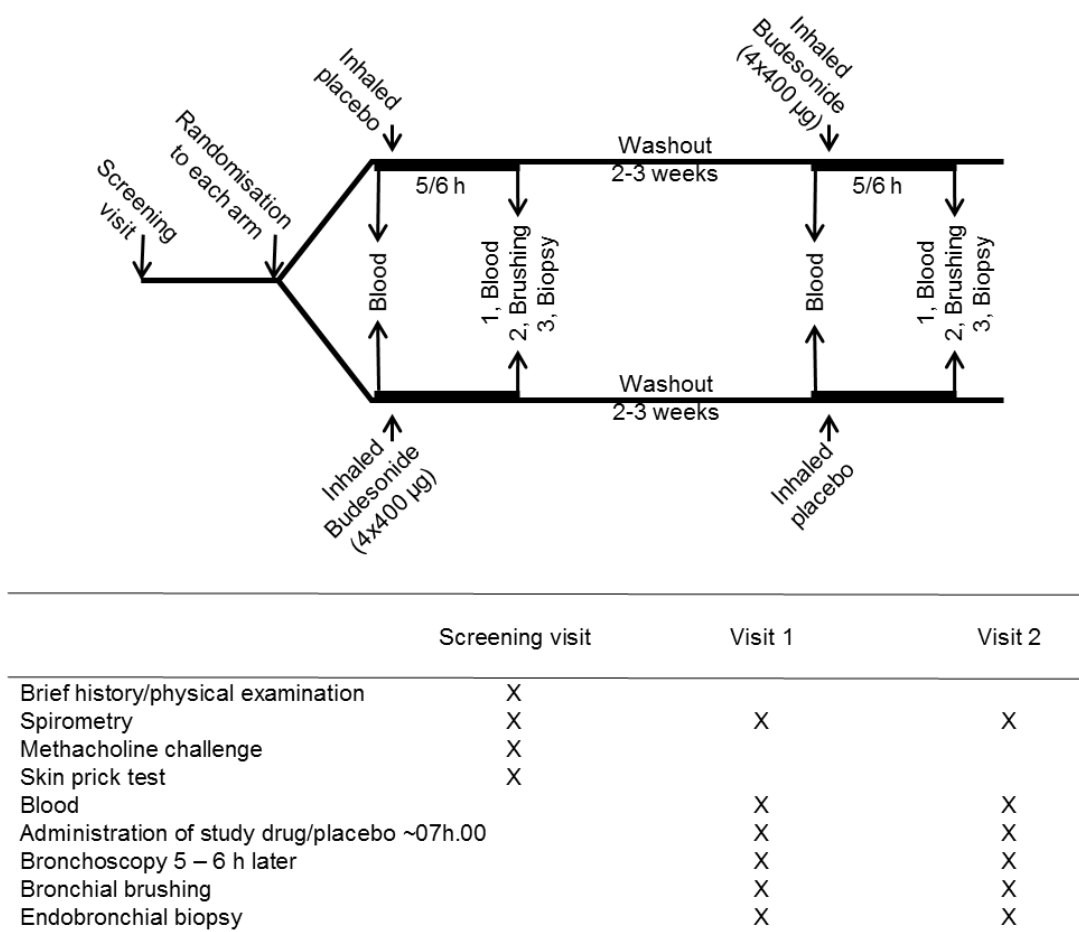 Screening
visit
Randomisation
to each arm
Inhaled
placebo
Inhaled
Budesonide
(4x400 µg)
Washout
2-3 weeks
5/6 h
5/6 h
Blood
1, Blood
2, Brushing
3, Biopsy
Blood
1, Blood
2, Brushing
3, Biopsy
Washout
2-3 weeks
Inhaled
Budesonide
(4x400 µg)
Inhaled
placebo
Screening visit Visit 1 Visit 2
Brief history/physical examination X
Spirometry X X X
Methacholine challenge X
Skin prick test X
Blood X X
Administration of study drug/placebo ~07h.00 X X
Bronchoscopy 5 – 6 h later X X
Bronchial brushing X X
Endobronchial biopsy X X